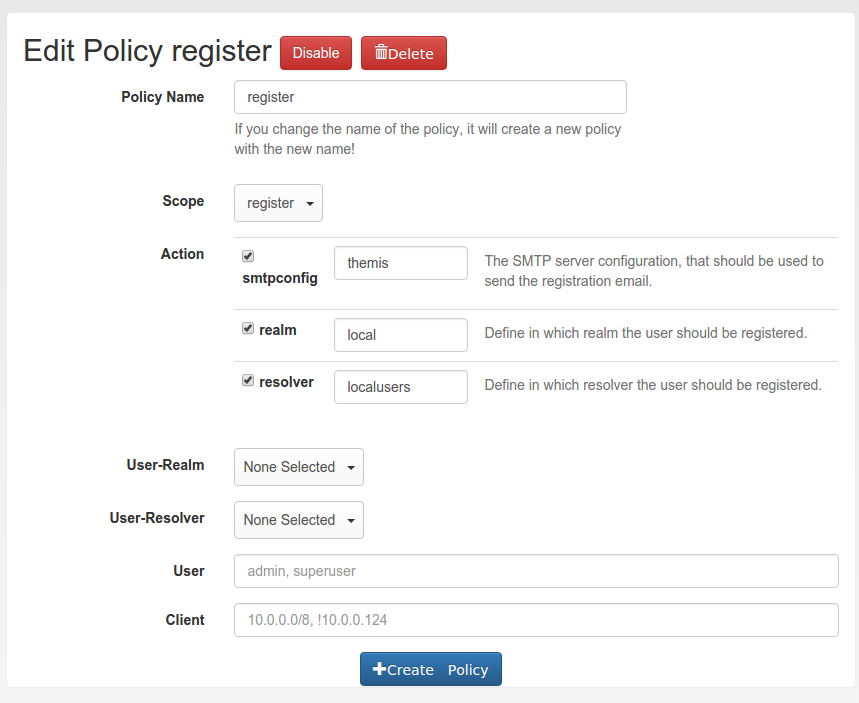 Edit Policy register Disable Delete
Policy Name register
If you change the name of the policy, it will create a new policy
with the new name!
Scope register
Action smtpconfig themis The SMTP server configuration, that should be used to
send the registration email.
realm local Define in which realm the user should be registered.
resolver localusers Define in which resolver the user should be registered.
User-Realm None Selected
User-Resolver None Selected
User admin, superuser
Client 10.0.0.0/8, !10.0.0.124
Create Policy